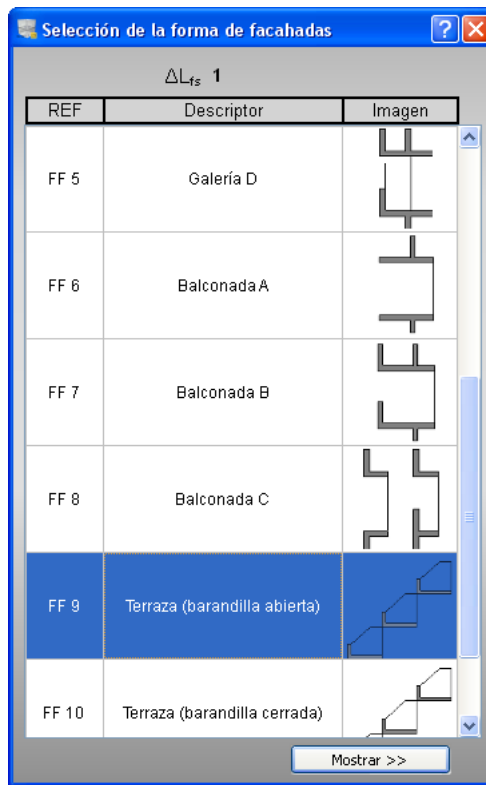 Selección de la forma de facahadas
ΔLfs 1
REF Descriptor Imagen
FF 5 Galería D
FF 6 Balconada A
FF 7 Balconada B
FF 8 Balconada C
FF 9 Terraza (barandilla abierta)
FF 10 Terraza (barandilla cerrada)
Mostrar >>